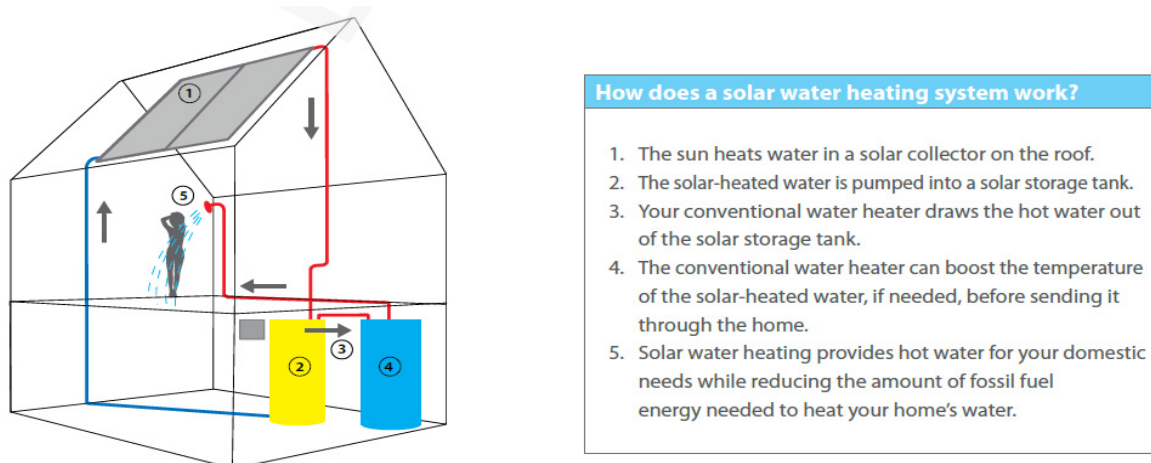 1
5
3
2
4
How does a solar water heating system work?
1. The sun heats water in a solar collector on the roof.
2. The solar-heated water is pumped into a solar storage tank.
3. Your conventional water heater draws the hot water out
of the solar storage tank.
4. The conventional water heater can boost the temperature
of the solar-heated water, if needed, before sending it
through the home.
5. Solar water heating provides hot water for your domestic
needs while reducing the amount of fossil fuel
energy needed to heat your home’s water.